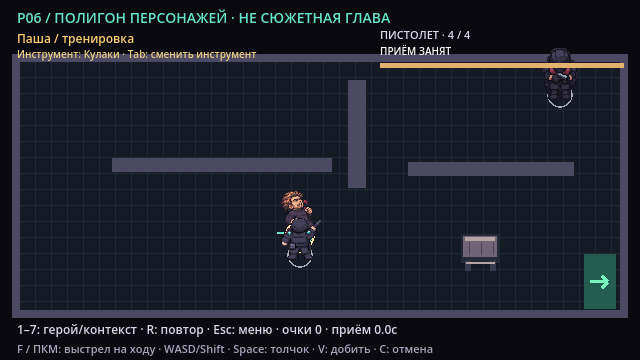 P06 / ПОЛИГОН ПЕРСОНАЖЕЙ · НЕ СЮЖЕТНАЯ ГЛАВА
Паша / тренировка
Инструмент: Кулаки · Tab: сменить инструмент
ПИСТОЛЕТ · 4 / 4
ПРИЁМ ЗАНЯТ
1–7: герой/контекст · R: повтор · Esc: меню · очки 0 · приём 0.0с
F / ПКМ: выстрел на ходу · WASD/Shift · Space: толчок · V: добить · C: отмена